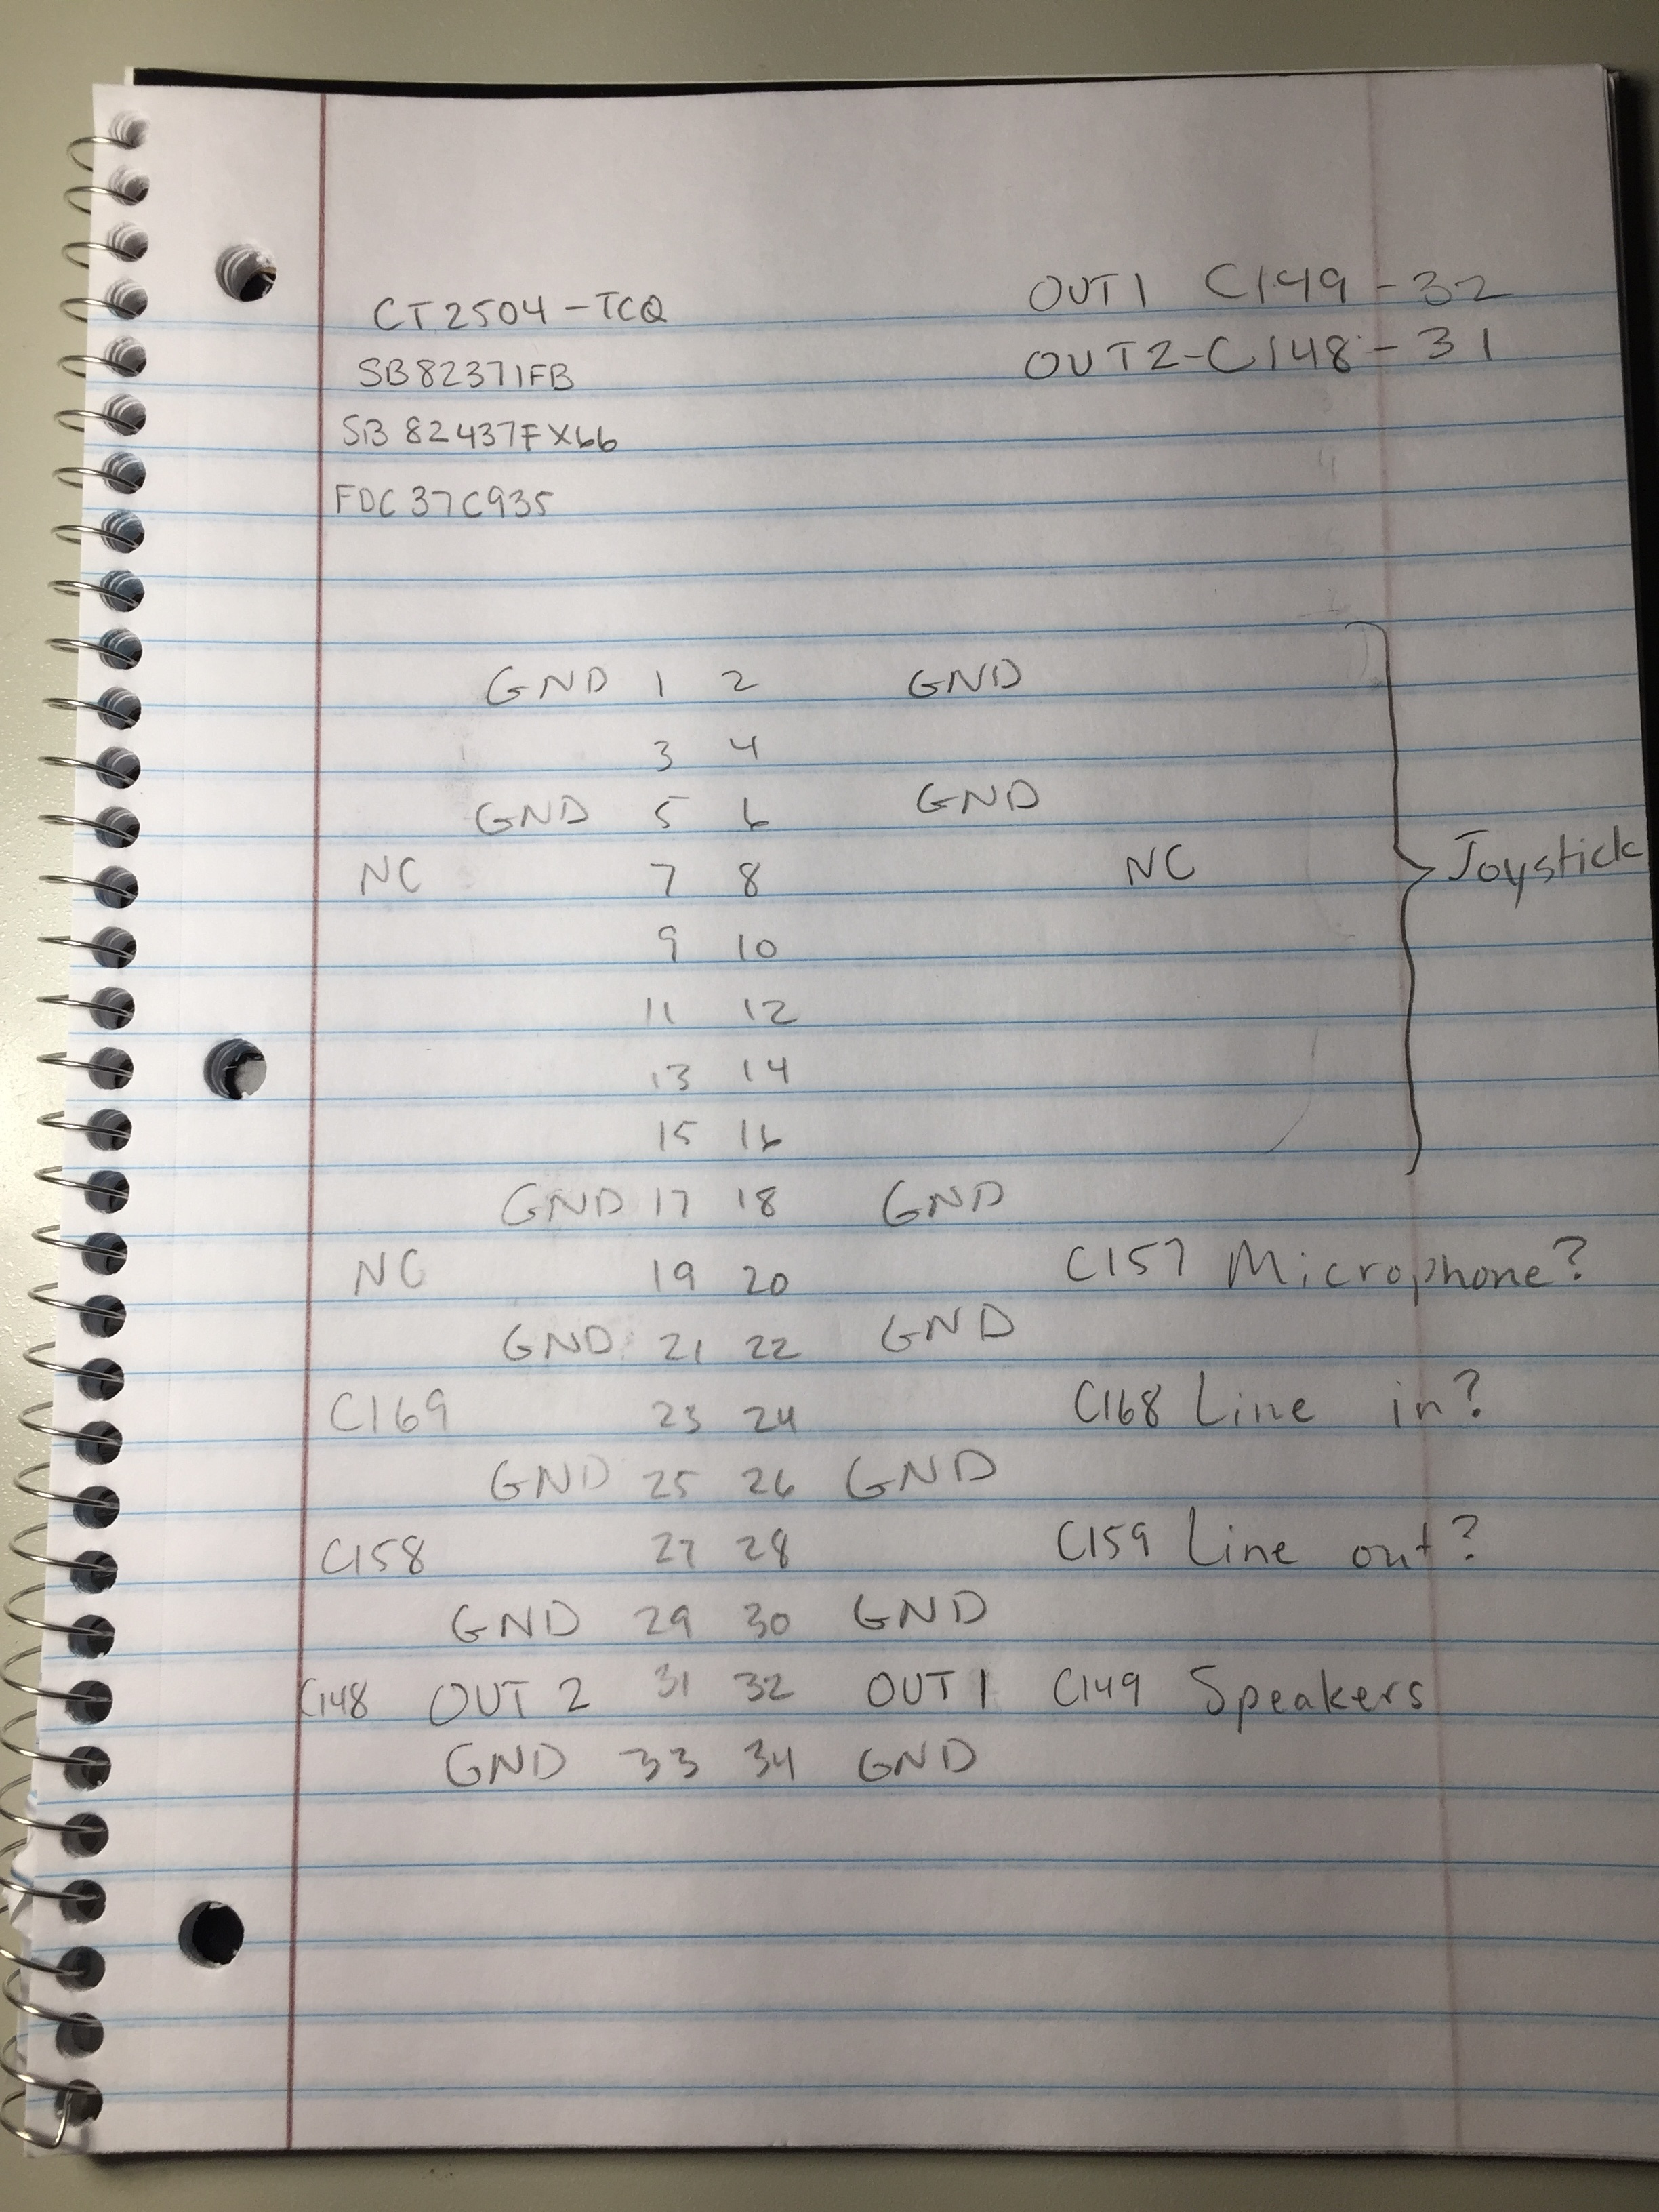 CT2504-TCQ OUT1 C149-32
SB82371FB OUT2-C148-31
SB82437FX66
FDC37C935
GND 1 2 GND
3 4
GND 5 6 GND
NC 7 8 NC Joystick
9 10
11 12
13 14
15 16
GND 17 18 GND
NC 19 20 C157 Microphone?
GND 21 22 GND
C169 23 24 C168 Line in?
GND 25 26 GND
C158 27 28 C159 Line out?
GND 29 30 GND
C148 OUT 2 31 32 OUT 1 C149 Speakers
GND 33 34 GND